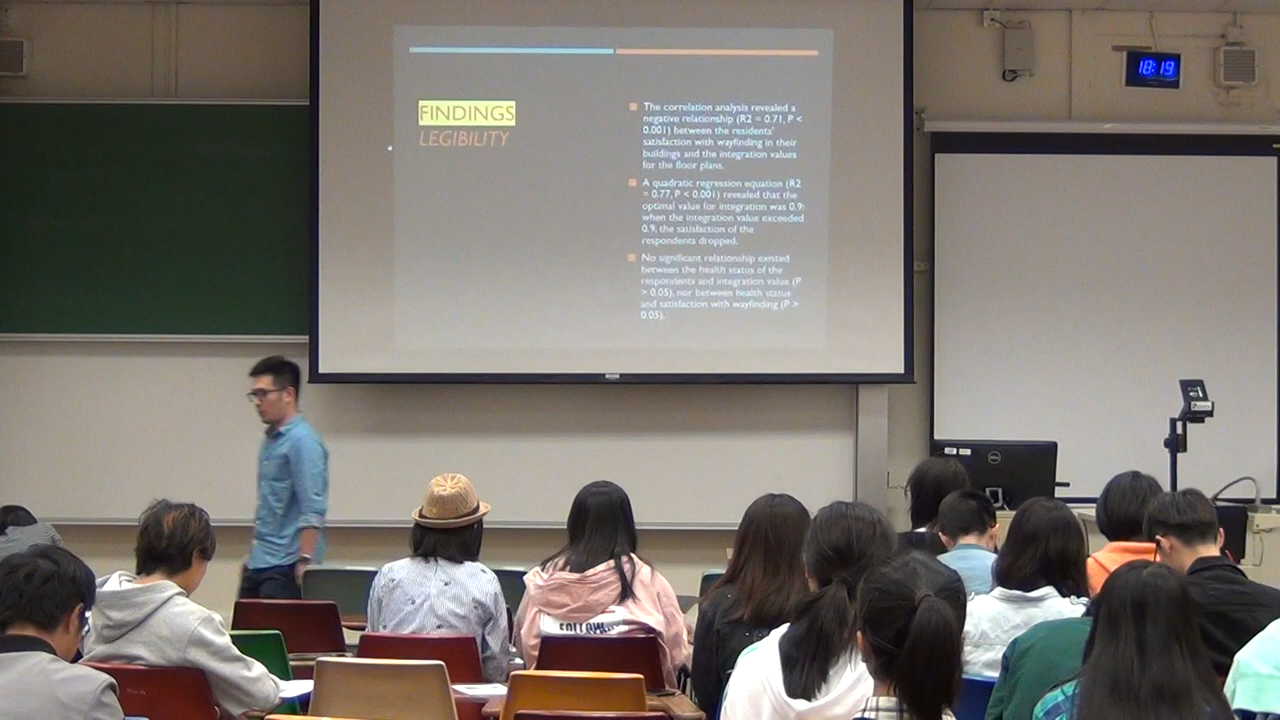 18:19
FINDINGS
LEGIBILITY
The correlation analysis revealed a
negative relationship (R2 = 0.71, P <
0.001) between the residents'
satisfaction with wayfinding in their
buildings and the integration values
for the floor plans.
A quadratic regression equation (R2
= 0.77, P < 0.001) revealed that the
optimal value for integration was 0.9:
when the integration value exceeded
0.9, the satisfaction of the
respondents dropped.
No significant relationship existed
between the health status of the
respondents and integration value (P
> 0.05), nor between health status
and satisfaction with wayfinding (P >
0.05).
DELL